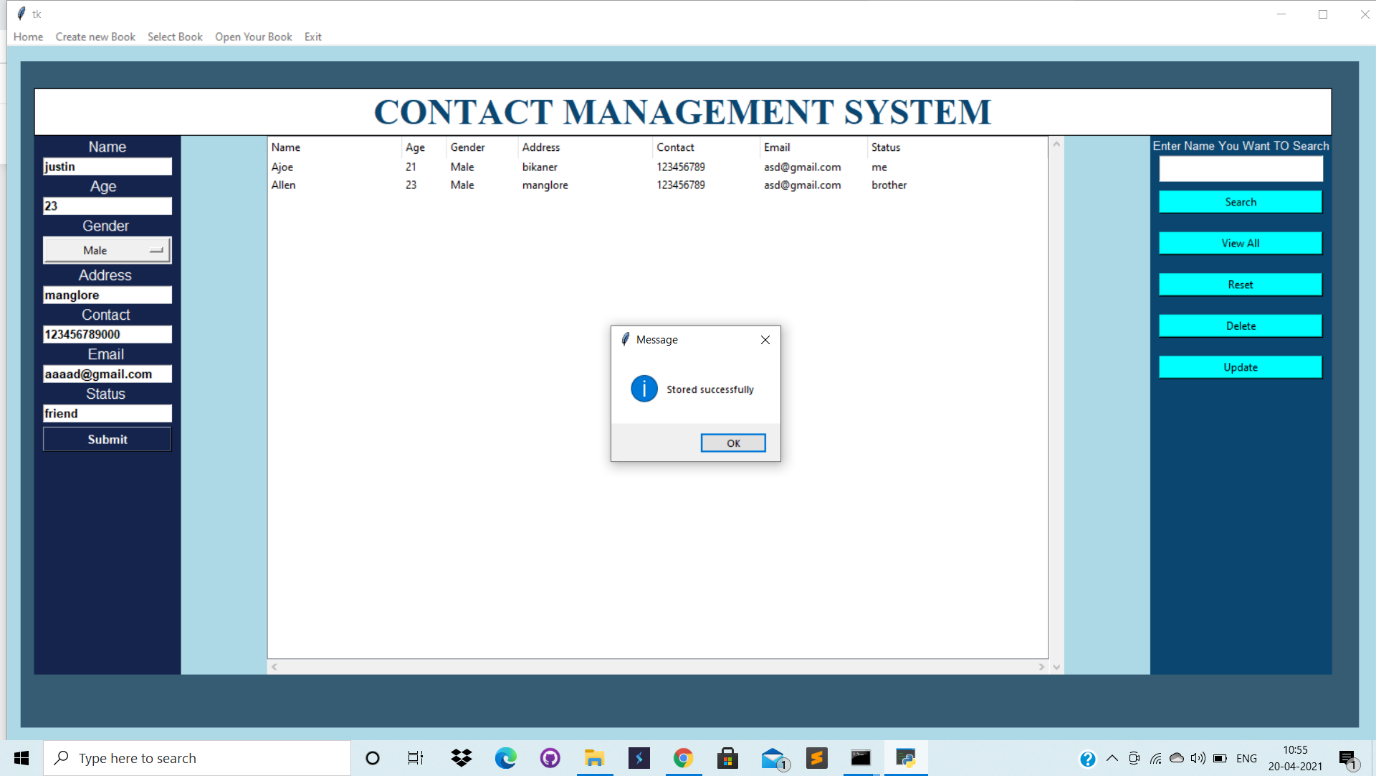 tk
Home Create new Book Select Book Open Your Book Exit
CONTACT MANAGEMENT SYSTEM
Name
justin
Age
23
Gender
Male
Address
manglore
Contact
123456789000
Email
aaaad@gmail.com
Status
friend
Submit
Name Age Gender Address Contact Email Status
Ajoe 21 Male bikaner 123456789 asd@gmail.com me
Allen 23 Male manglore 123456789 asd@gmail.com brother
Message
Stored successfully
OK
Enter Name You Want TO Search
Search
View All
Reset
Delete
Update
Type here to search
1
ENG
10:55
20-04-2021
1